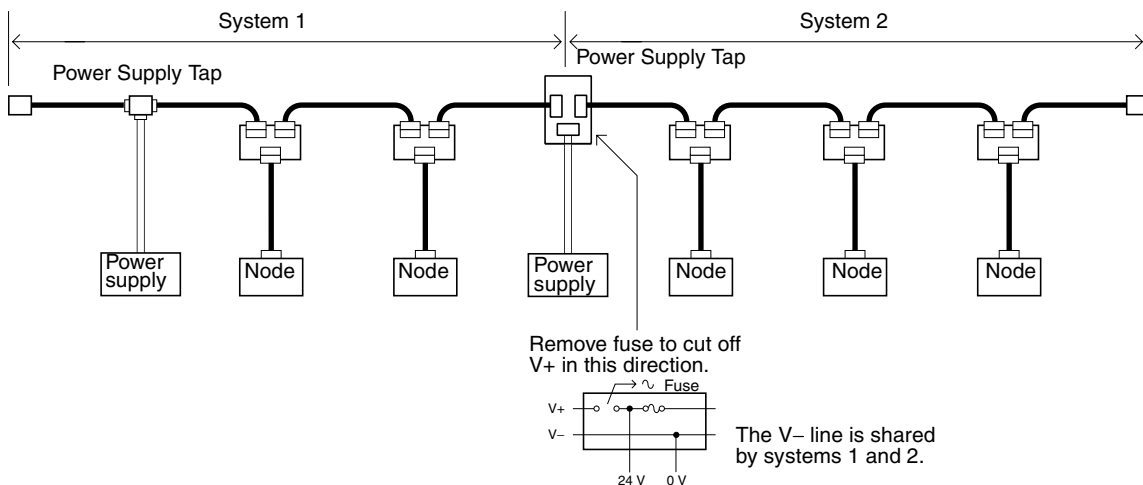 System 1
System 2
Power Supply Tap
Power Supply Tap
Power
supply
Node
Node
Power
supply
Node
Node
Node
Remove fuse to cut off
V+ in this direction.
Fuse
V+
V–
The V– line is shared
by systems 1 and 2.
24 V
0 V